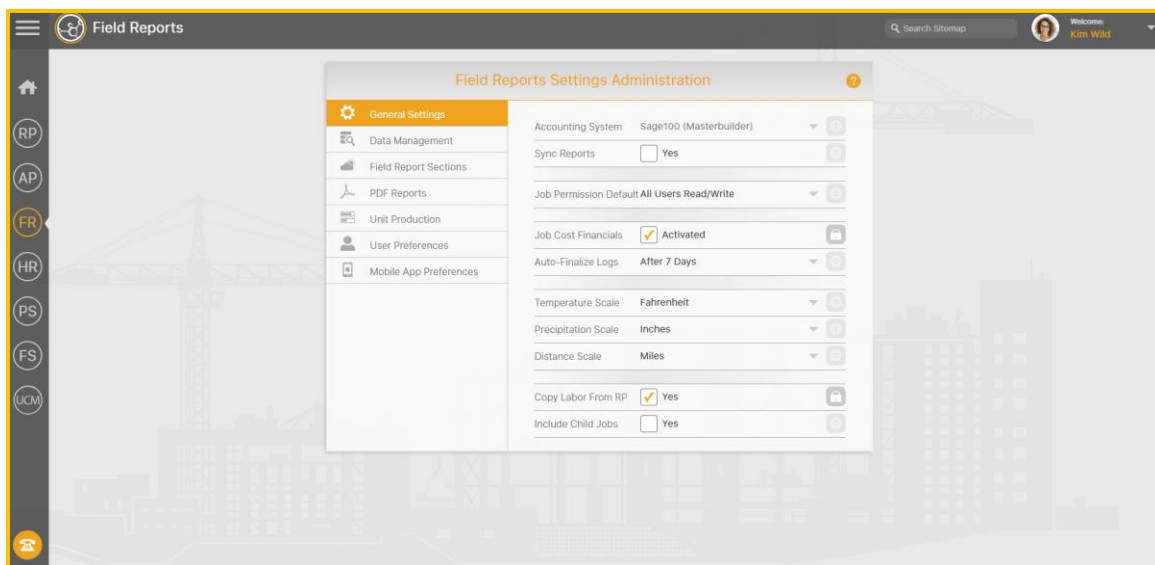 Field Reports
Search Sitemap
Welcome:
Kim Wild
Field Reports Settings Administration
?
RP
AP
FR
HR
PS
FS
UCM
General Settings
Data Management
Field Report Sections
PDF Reports
Unit Production
User Preferences
Mobile App Preferences
Accounting System Sage100 (Masterbuilder)
Sync Reports Yes
Job Permission Default All Users Read/Write
Job Cost Financials Activated
Auto-Finalize Logs After 7 Days
Temperature Scale Fahrenheit
Precipitation Scale Inches
Distance Scale Miles
Copy Labor From RP Yes
Include Child Jobs Yes